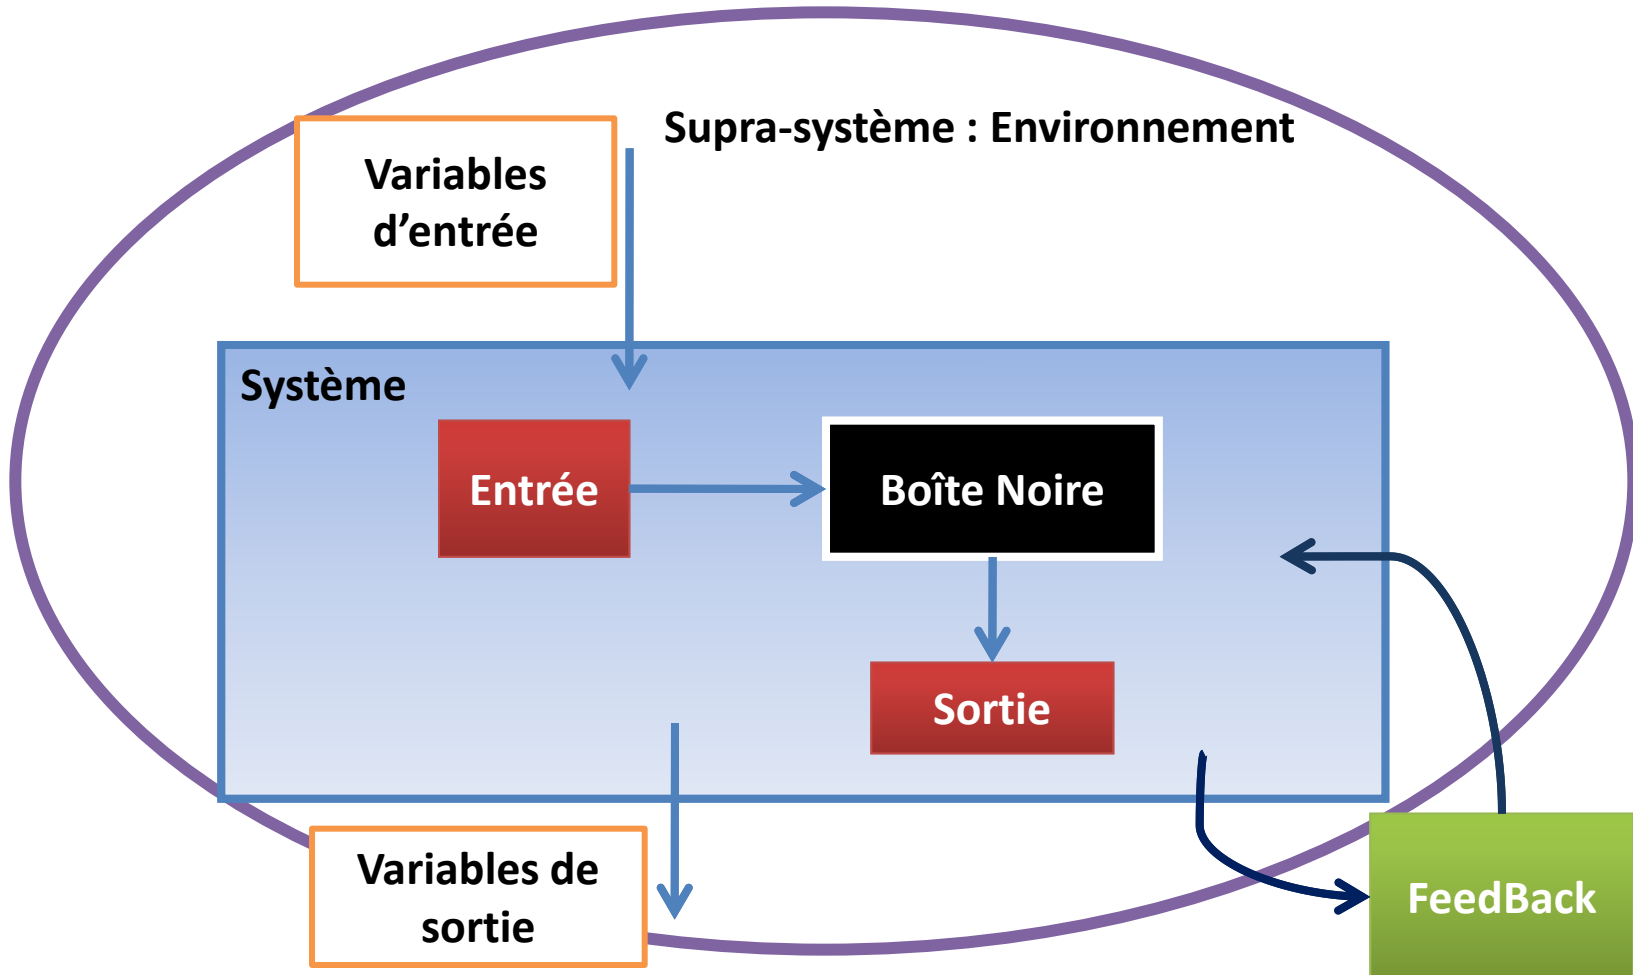 Supra-système : Environnement
Variables
d’entrée
Système
Entrée
Boîte Noire
Sortie
Variables de
sortie
FeedBack